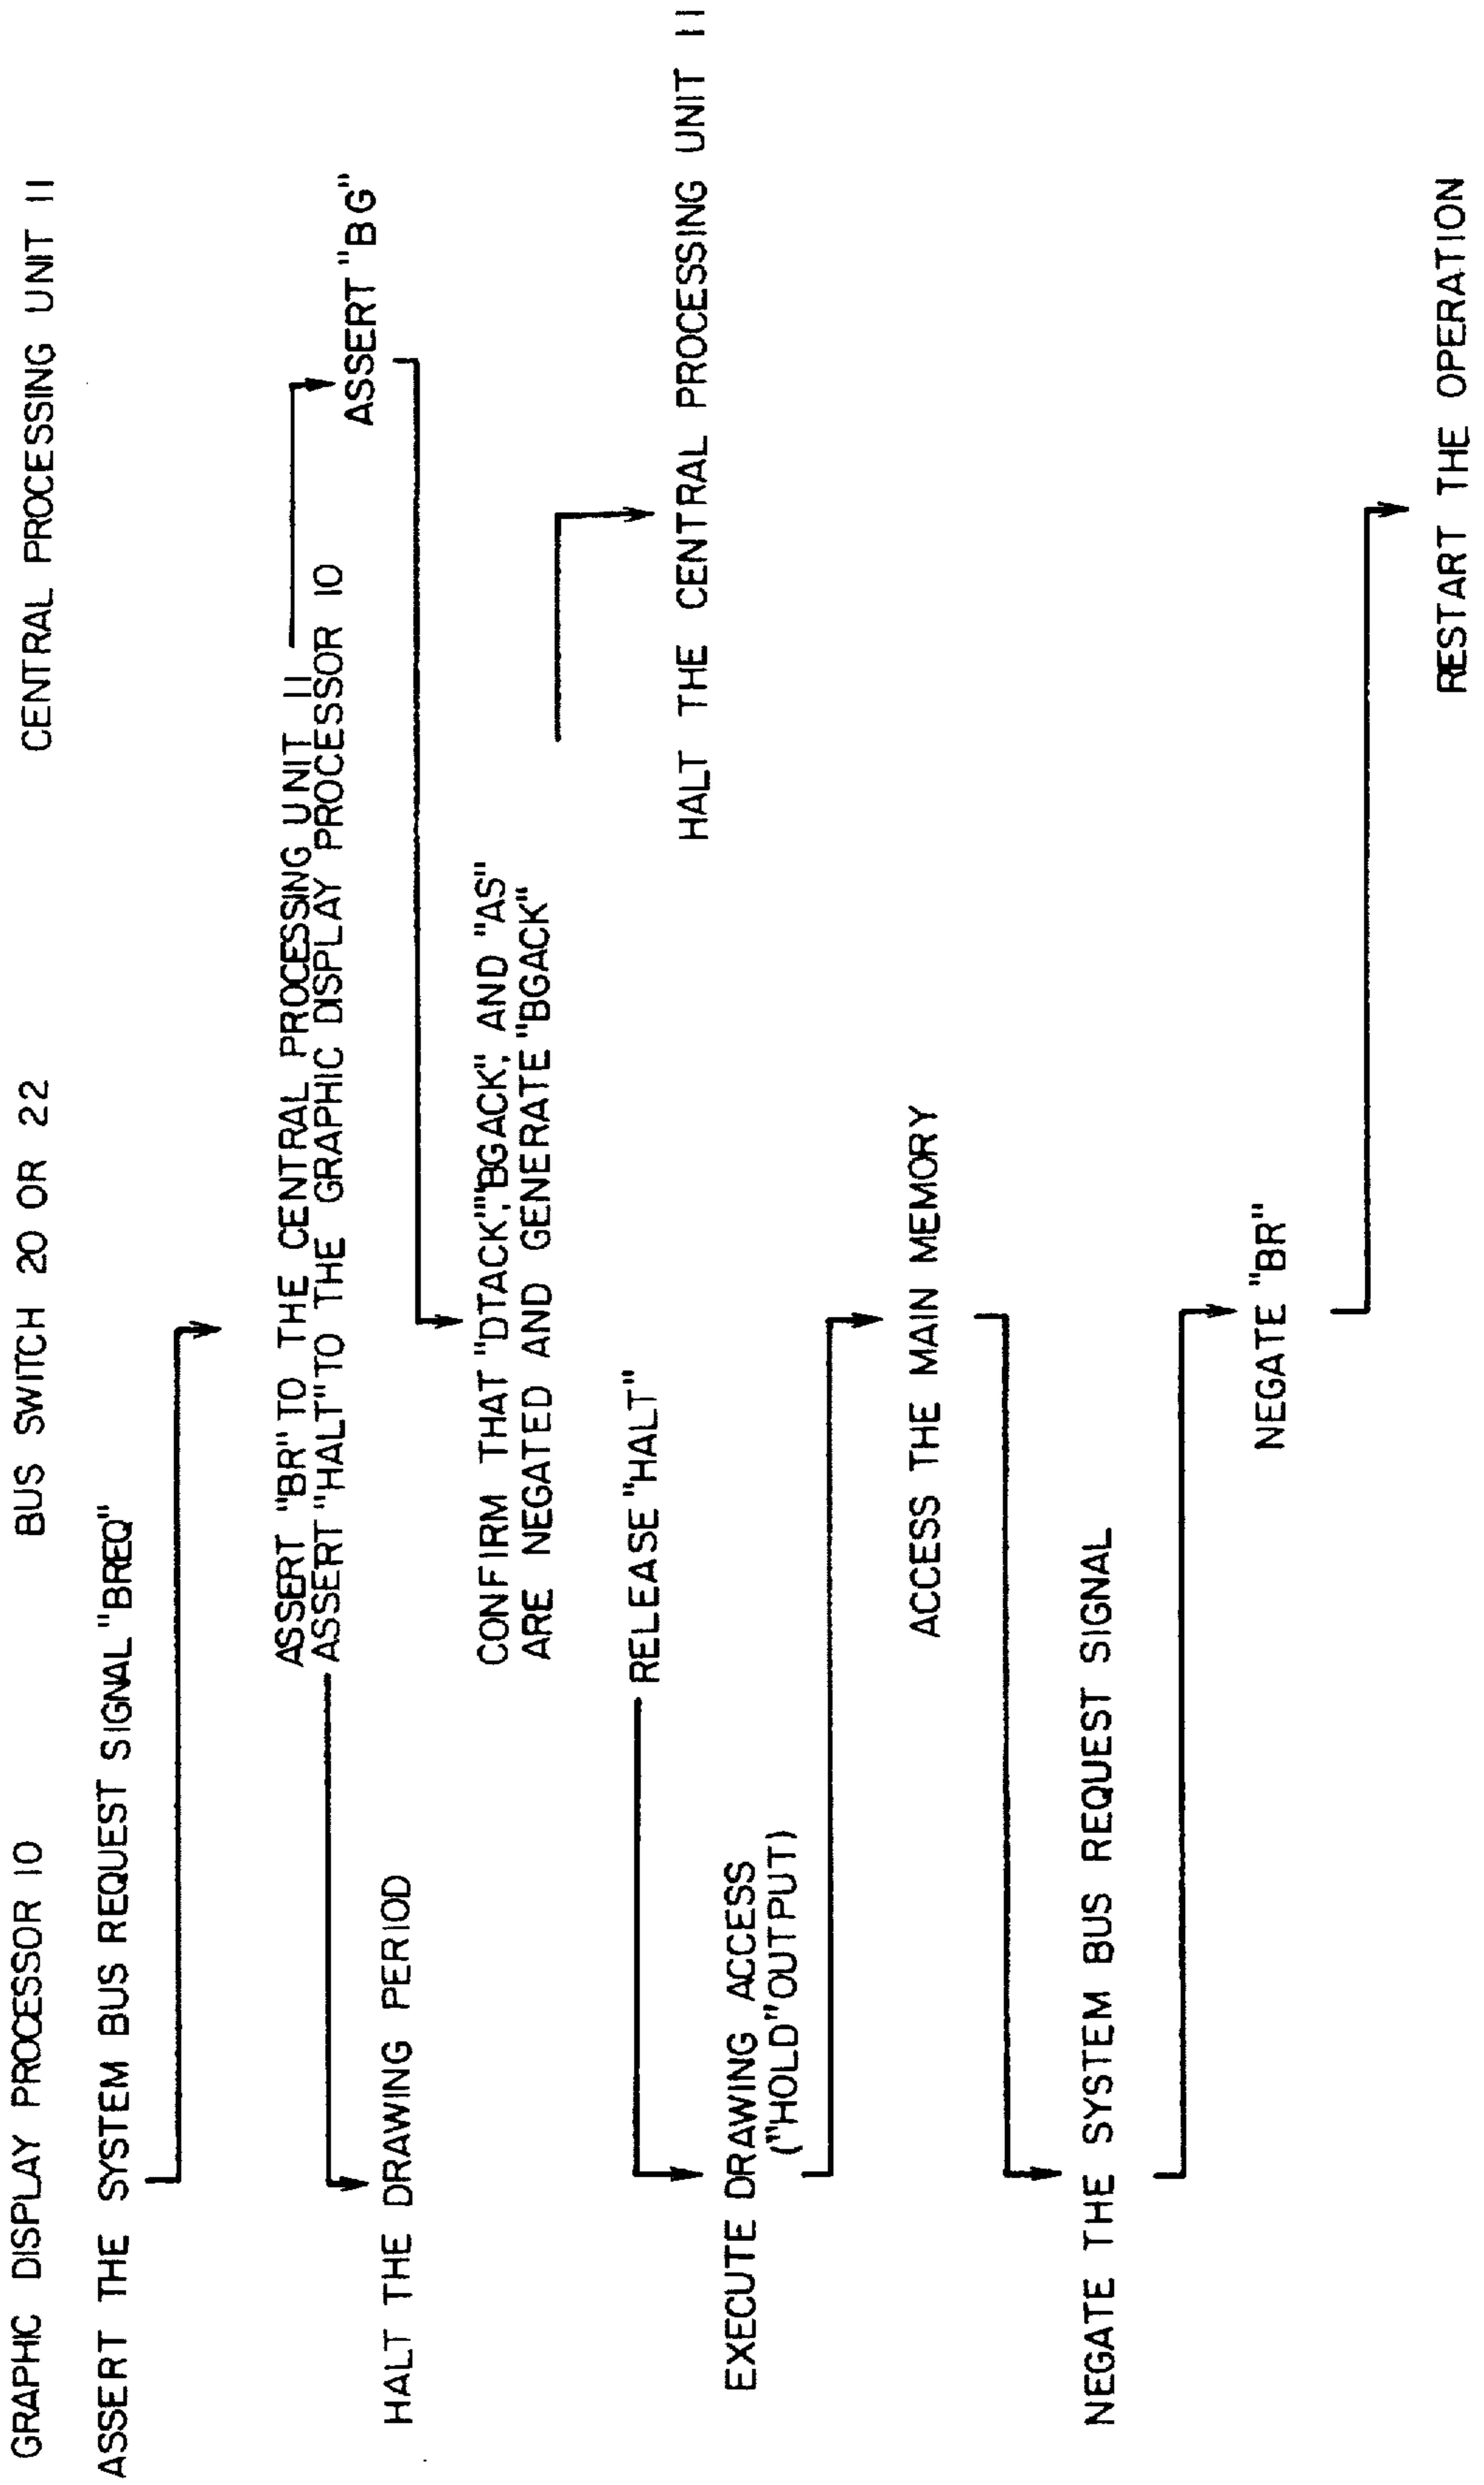 GRAPHIC DISPLAY PROCESSOR 10
BUS SWITCH 20 OR 22
CENTRAL PROCESSING UNIT 11
ASSERT THE SYSTEM BUS REQUEST SIGNAL "BREQ"
ASSERT "BR" TO THE CENTRAL PROCESSING UNIT 11
ASSERT "HALT" TO THE GRAPHIC DISPLAY PROCESSOR 10
ASSERT "BG"
HALT THE DRAWING PERIOD
CONFIRM THAT "DTACK", "BGACK", AND "AS"
ARE NEGATED AND GENERATE "BGACK"
RELEASE "HALT"
HALT THE CENTRAL PROCESSING UNIT 11
EXECUTE DRAWING ACCESS
("HOLD" OUTPUT)
ACCESS THE MAIN MEMORY
NEGATE THE SYSTEM BUS REQUEST SIGNAL
NEGATE "BR"
RESTART THE OPERATION